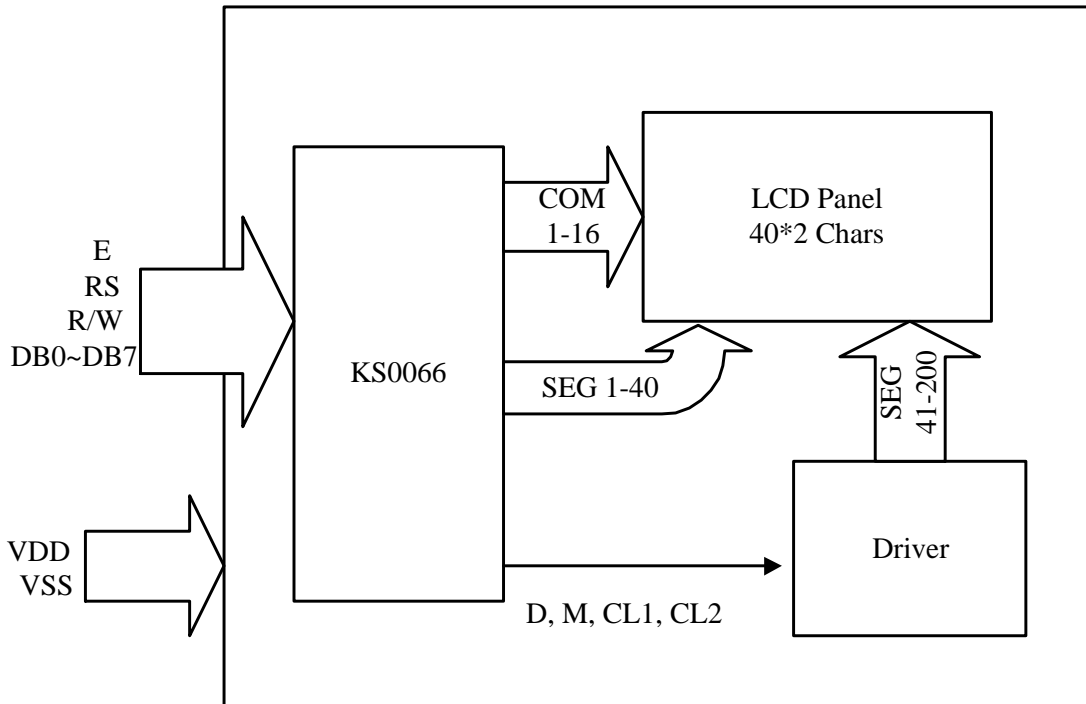 E
RS
R/W
DB0~DB7
VDD
VSS
KS0066
COM
1-16
SEG 1-40
D, M, CL1, CL2
LCD Panel
40*2 Chars
SEG
41-200
Driver